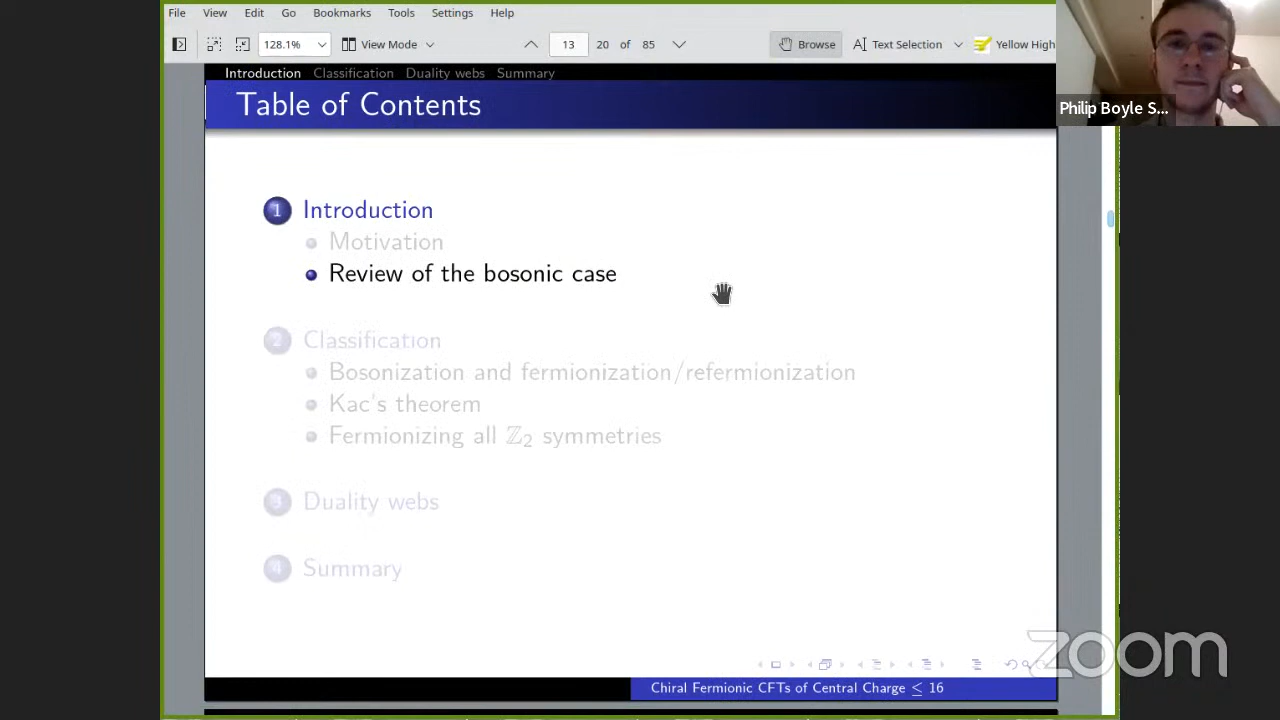 File View Edit Go Bookmarks Tools Settings Help
128.1% View Mode 13 20 of 85 Browse Text Selection Yellow High
Introduction Classification Duality webs Summary
Table of Contents
Philip Boyle S...
1 Introduction
Motivation
Review of the bosonic case
2 Classification
Bosonization and fermionization/refermionization
Kac's theorem
Fermionizing all ℤ₂ symmetries
3 Duality webs
4 Summary
zoom
Chiral Fermionic CFTs of Central Charge ≤ 16